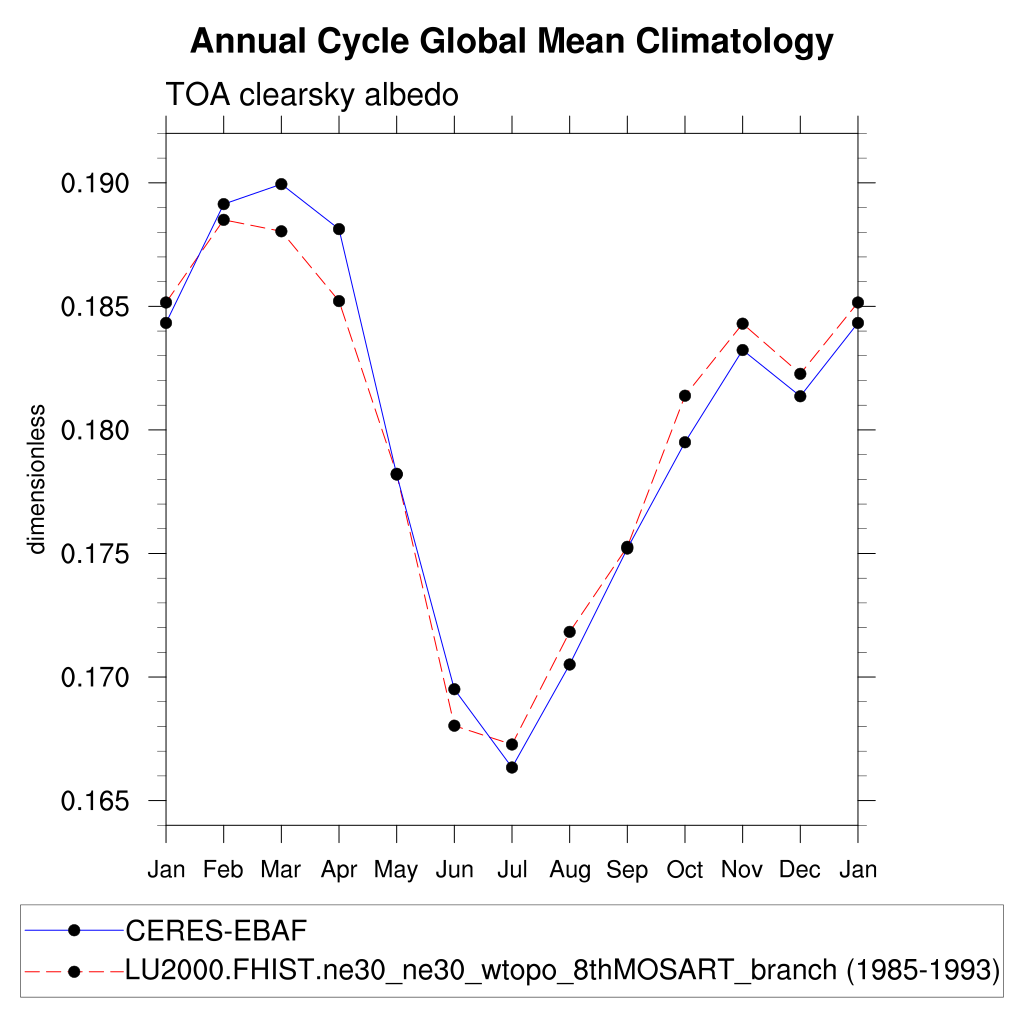 Annual Cycle Global Mean Climatology
TOA clearsky albedo
0.190
0.185
0.180
0.175
0.170
0.165
dimensionless
Jan Feb Mar Apr May Jun Jul Aug Sep Oct Nov Dec Jan
CERES-EBAF
LU2000.FHIST.ne30_ne30_wtopo_8thMOSART_branch (1985-1993)